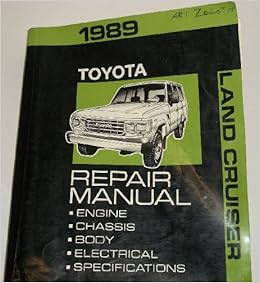 1989
TOYOTA
LAND CRUISER
REPAIR
MANUAL
▪ ENGINE
▪ CHASSIS
▪ BODY
▪ ELECTRICAL
▪ SPECIFICATIONS